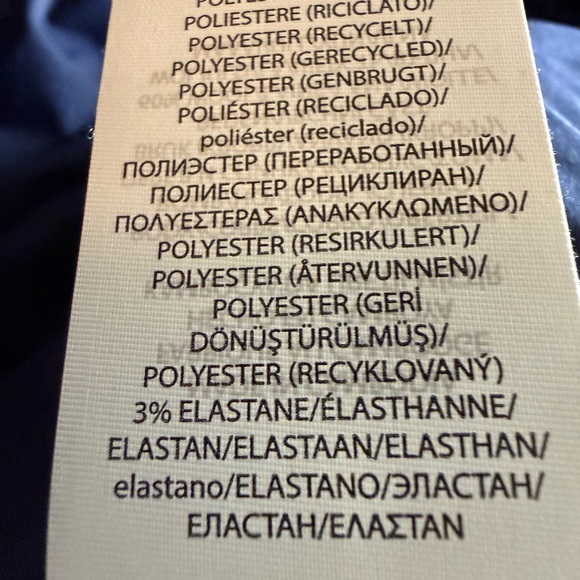 POLIESTERE (RICICLATO)/
POLYESTER (RECYCELT)/
POLYESTER (GERECYCLED)/
POLYESTER (GENBRUGT)/
POLIÉSTER (RECICLADO)/
poliéster (reciclado)/
ПОЛИЭСТЕР (ПЕРЕРАБОТАННЫЙ)/
ПОЛИЕСТЕР (РЕЦИКЛИРАН)/
ΠΟΛΥΕΣΤΕΡΑΣ (ΑΝΑΚΥΚΛΩΜΕΝΟ)/
POLYESTER (RESIRKULERT)/
POLYESTER (ÅTERVUNNEN)/
POLYESTER (GERİ
DÖNÜŞTÜRÜLMÜŞ)/
POLYESTER (RECYKLOVANÝ)
3% ELASTANE/ÉLASTHANNE/
ELASTAN/ELASTAAN/ELASTHAN/
elastano/ELASTANO/ЭЛАСТАН/
ЕЛАСТАН/ΕΛΑΣΤΑΝ